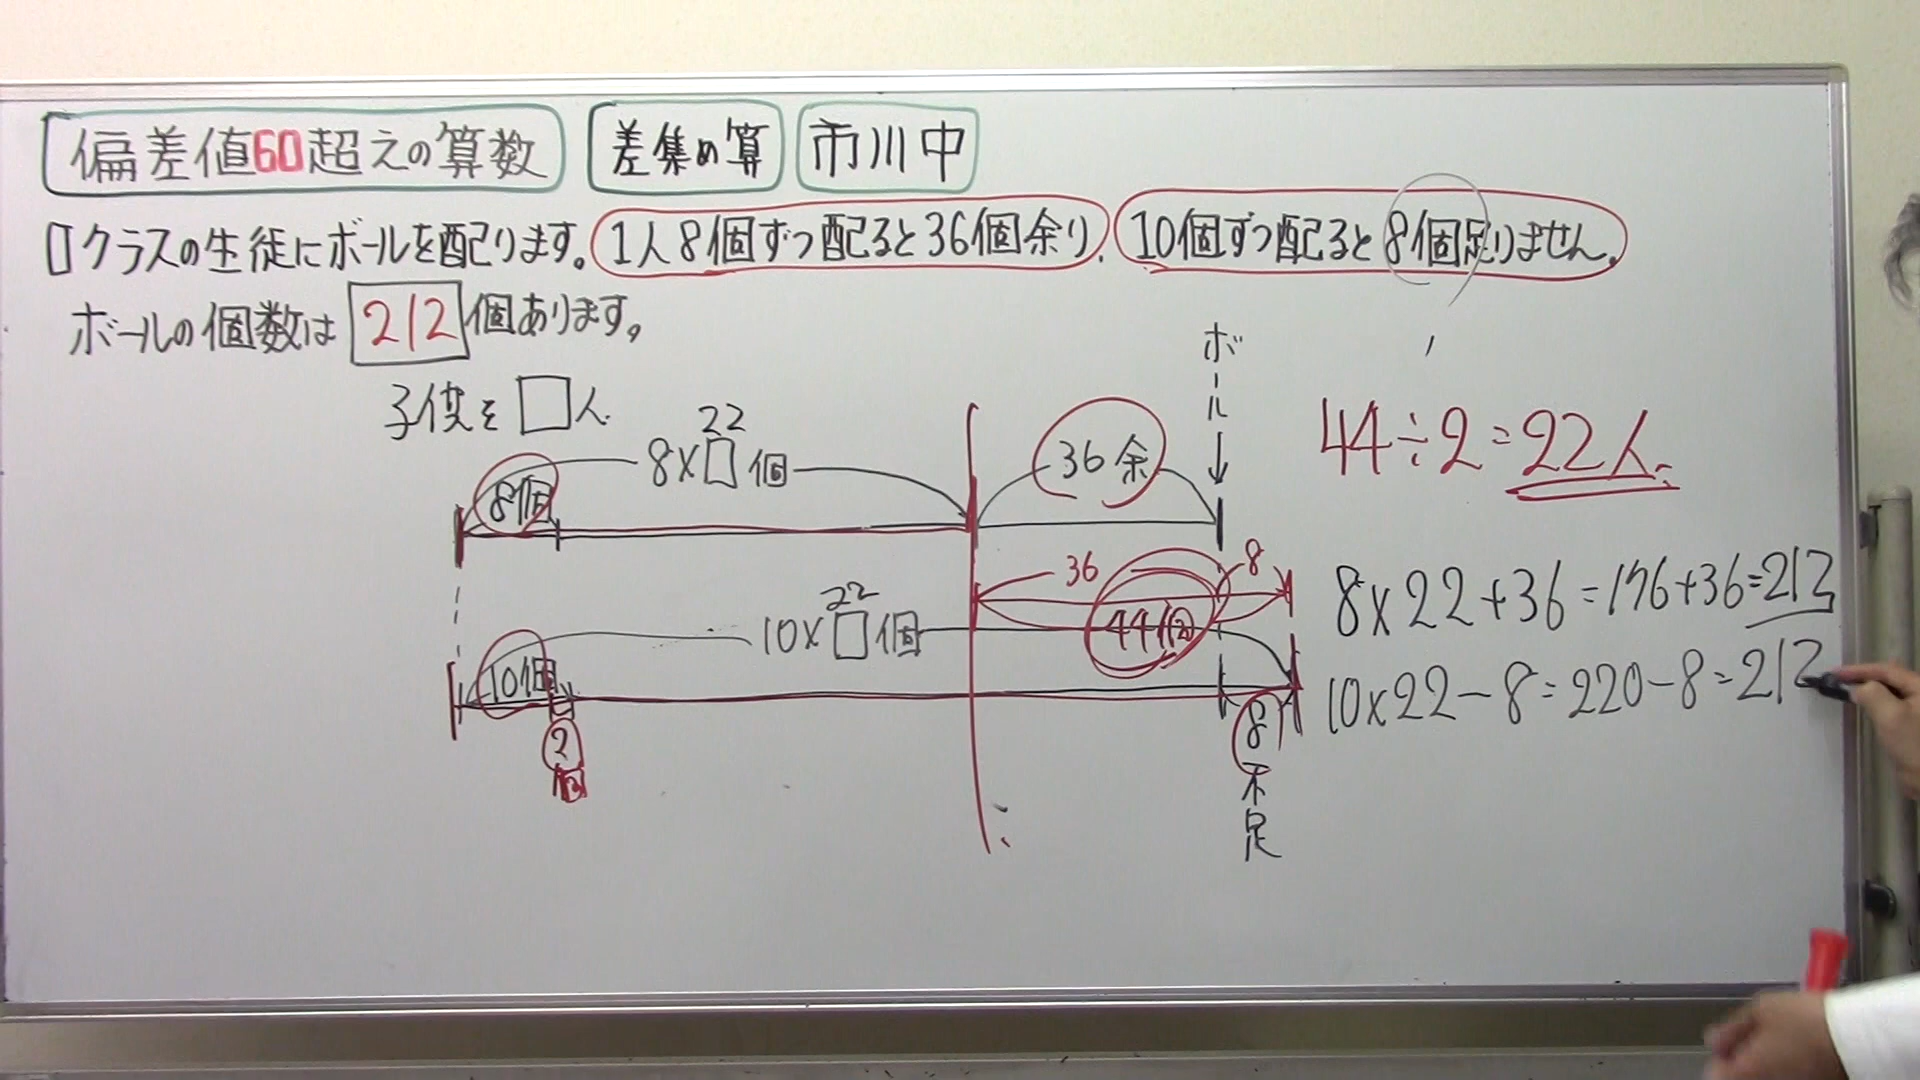 偏差値60超えの算数 差集め算 市川中
クラスの生徒にボールを配ります。1人8個ずつ配ると36個余り、10個ずつ配ると8個足りません。
ボールの個数は 212 個あります。
子供を□人
ボール
22
8×□個
36余
8個
44÷2=22人
36
8
22
10×□個
44個
8×22+36=176+36=212
10個
10×22-8=220-8=212
2個
8不足